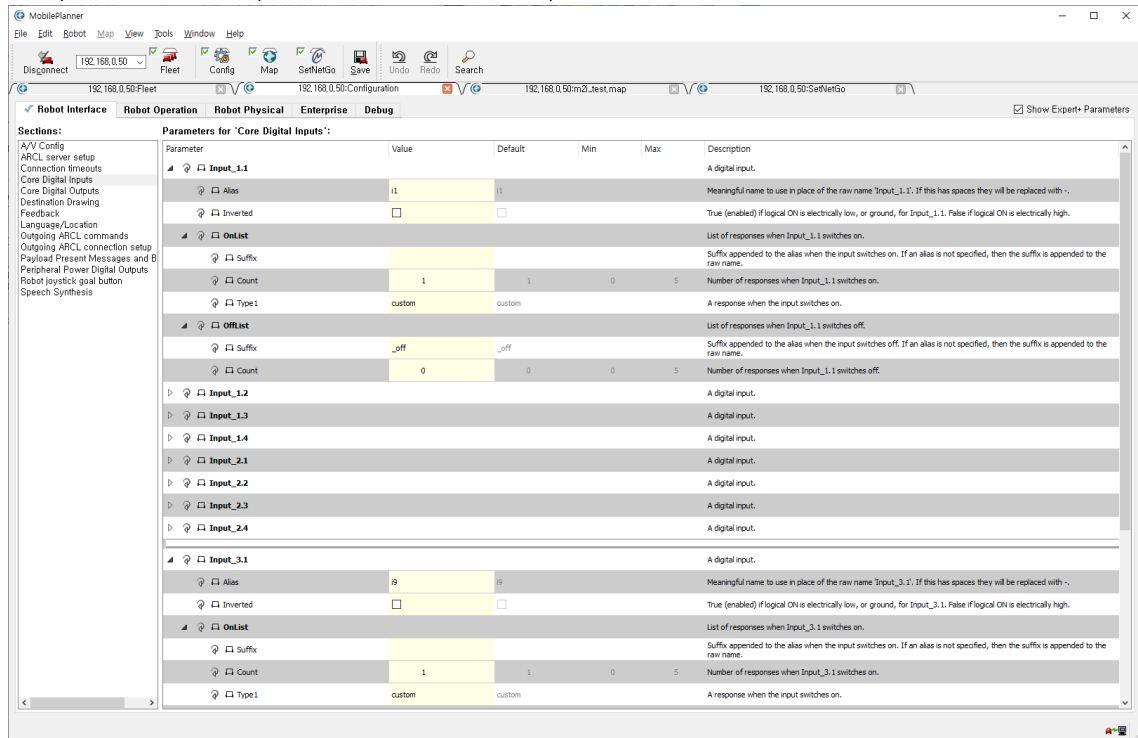 MobilePlanner
File Edit Robot Map View Tools Window Help
Disconnect 192.168.0.50 Fleet Config Map SetNetGo Save Undo Redo Search
192.168.0.50:Fleet 192.168.0.50:Configuration 192.168.0.50:m2i_test.map 192.168.0.50:SetNetGo
Robot Interface Robot Operation Robot Physical Enterprise Debug Show Expert+ Parameters
Sections:
A/V Config
ARCL server setup
Connection timeouts
Core Digital Inputs
Core Digital Outputs
Destination Drawing
Feedback
Language/Location
Outgoing ARCL commands
Outgoing ARCL connection setup
Payload Present Messages and B
Peripheral Power Digital Outputs
Robot joystick goal button
Speech Synthesis
Parameters for 'Core Digital Inputs':
Parameter Value Default Min Max Description
Input_1.1 A digital input.
Alias i1 i1 Meaningful name to use in place of the raw name 'Input_1.1'. If this has spaces they will be replaced with -.
Inverted True (enabled) if logical ON is electrically low, or ground, for Input_1.1. False if logical ON is electrically high.
OnList List of responses when Input_1.1 switches on.
Suffix Suffix appended to the alias when the input switches on. If an alias is not specified, then the suffix is appended to the
raw name.
Count 1 1 0 5 Number of responses when Input_1.1 switches on.
Type1 custom custom A response when the input switches on.
OffList List of responses when Input_1.1 switches off.
Suffix _off _off Suffix appended to the alias when the input switches off. If an alias is not specified, then the suffix is appended to the
raw name.
Count 0 0 0 5 Number of responses when Input_1.1 switches off.
Input_1.2 A digital input.
Input_1.3 A digital input.
Input_1.4 A digital input.
Input_2.1 A digital input.
Input_2.2 A digital input.
Input_2.3 A digital input.
Input_2.4 A digital input.
Input_3.1 A digital input.
Alias i9 i9 Meaningful name to use in place of the raw name 'Input_3.1'. If this has spaces they will be replaced with -.
Inverted True (enabled) if logical ON is electrically low, or ground, for Input_3.1. False if logical ON is electrically high.
OnList List of responses when Input_3.1 switches on.
Suffix Suffix appended to the alias when the input switches on. If an alias is not specified, then the suffix is appended to the
raw name.
Count 1 1 0 5 Number of responses when Input_3.1 switches on.
Type1 custom custom A response when the input switches on.